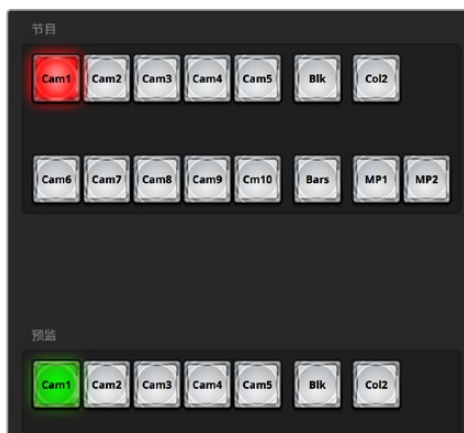 节目
Cam1 Cam2 Cam3 Cam4 Cam5 Blk Col2
Cam6 Cam7 Cam8 Cam9 Cm10 Bars MP1 MP2
预监
Cam1 Cam2 Cam3 Cam4 Cam5 Blk Col2